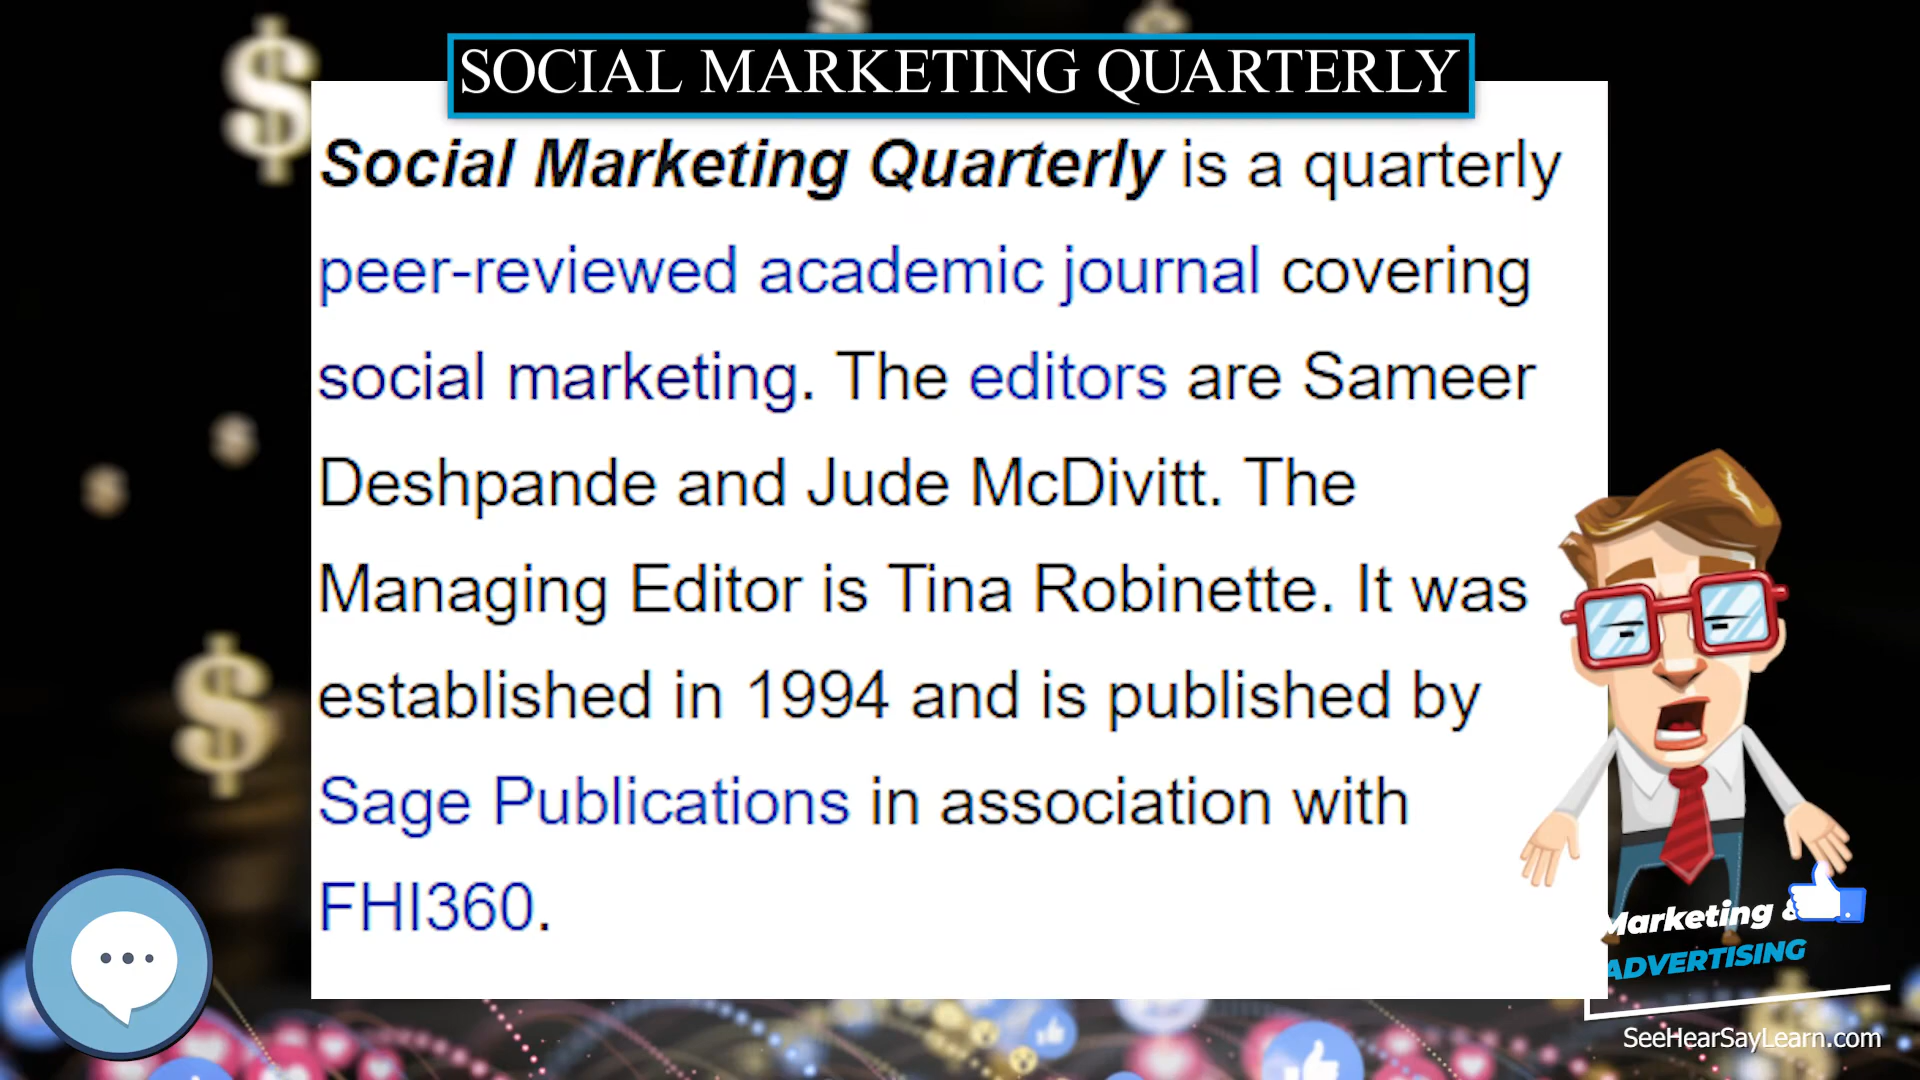 SOCIAL MARKETING QUARTERLY
Social Marketing Quarterly is a quarterly
peer-reviewed academic journal covering
social marketing. The editors are Sameer
Deshpande and Jude McDivitt. The
Managing Editor is Tina Robinette. It was
established in 1994 and is published by
Sage Publications in association with
FHI360.
Marketing &
ADVERTISING
SeeHearSayLearn.com